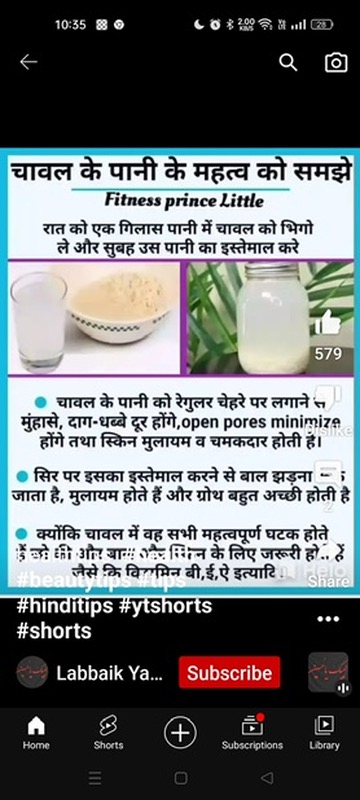 10:35
2.00
KB/S
28
चावल के पानी के महत्व को समझे
Fitness prince Little
रात को एक गिलास पानी में चावल को भिगो
ले और सुबह उस पानी का इस्तेमाल करे
579
चावल के पानी को रेगुलर चेहरे पर लगाने से
मुंहासे, दाग-धब्बे दूर होंगे,open pores minimize
होंगे तथा स्किन मुलायम व चमकदार होती है।
Dislike
सिर पर इसका इस्तेमाल करने से बाल झड़ना
जाता है, मुलायम होते हैं और ग्रोथ बहुत अच्छी होती है
2
क्योंकि चावल में वह सभी महत्वपूर्ण घटक होते
हैं बाल और स्किन के लिए जरूरी होते हैं
जैसे कि विटामिन बी,ई,ऐ इत्यादि
Share
#beautytips #tips
#hinditips #ytshorts
#shorts
Labbaik Ya...
Subscribe
Home
Shorts
Subscriptions
Library